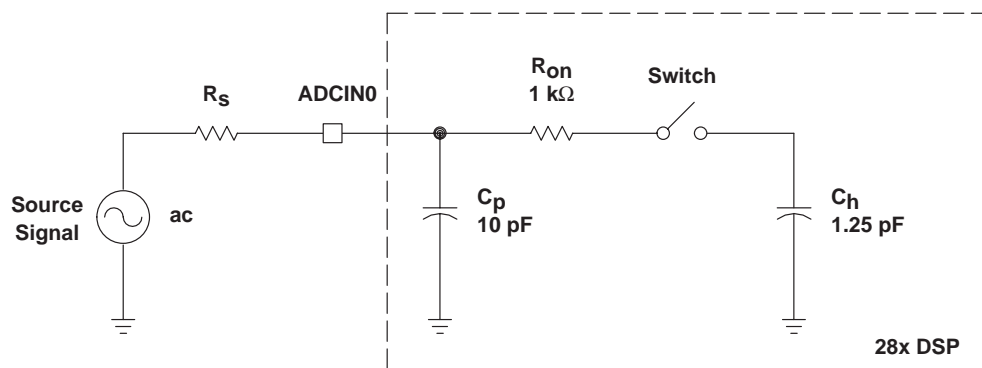 Rs
ADCIN0
Ron
1 kΩ
Switch
Source
Signal
ac
Cp
10 pF
Ch
1.25 pF
28x DSP